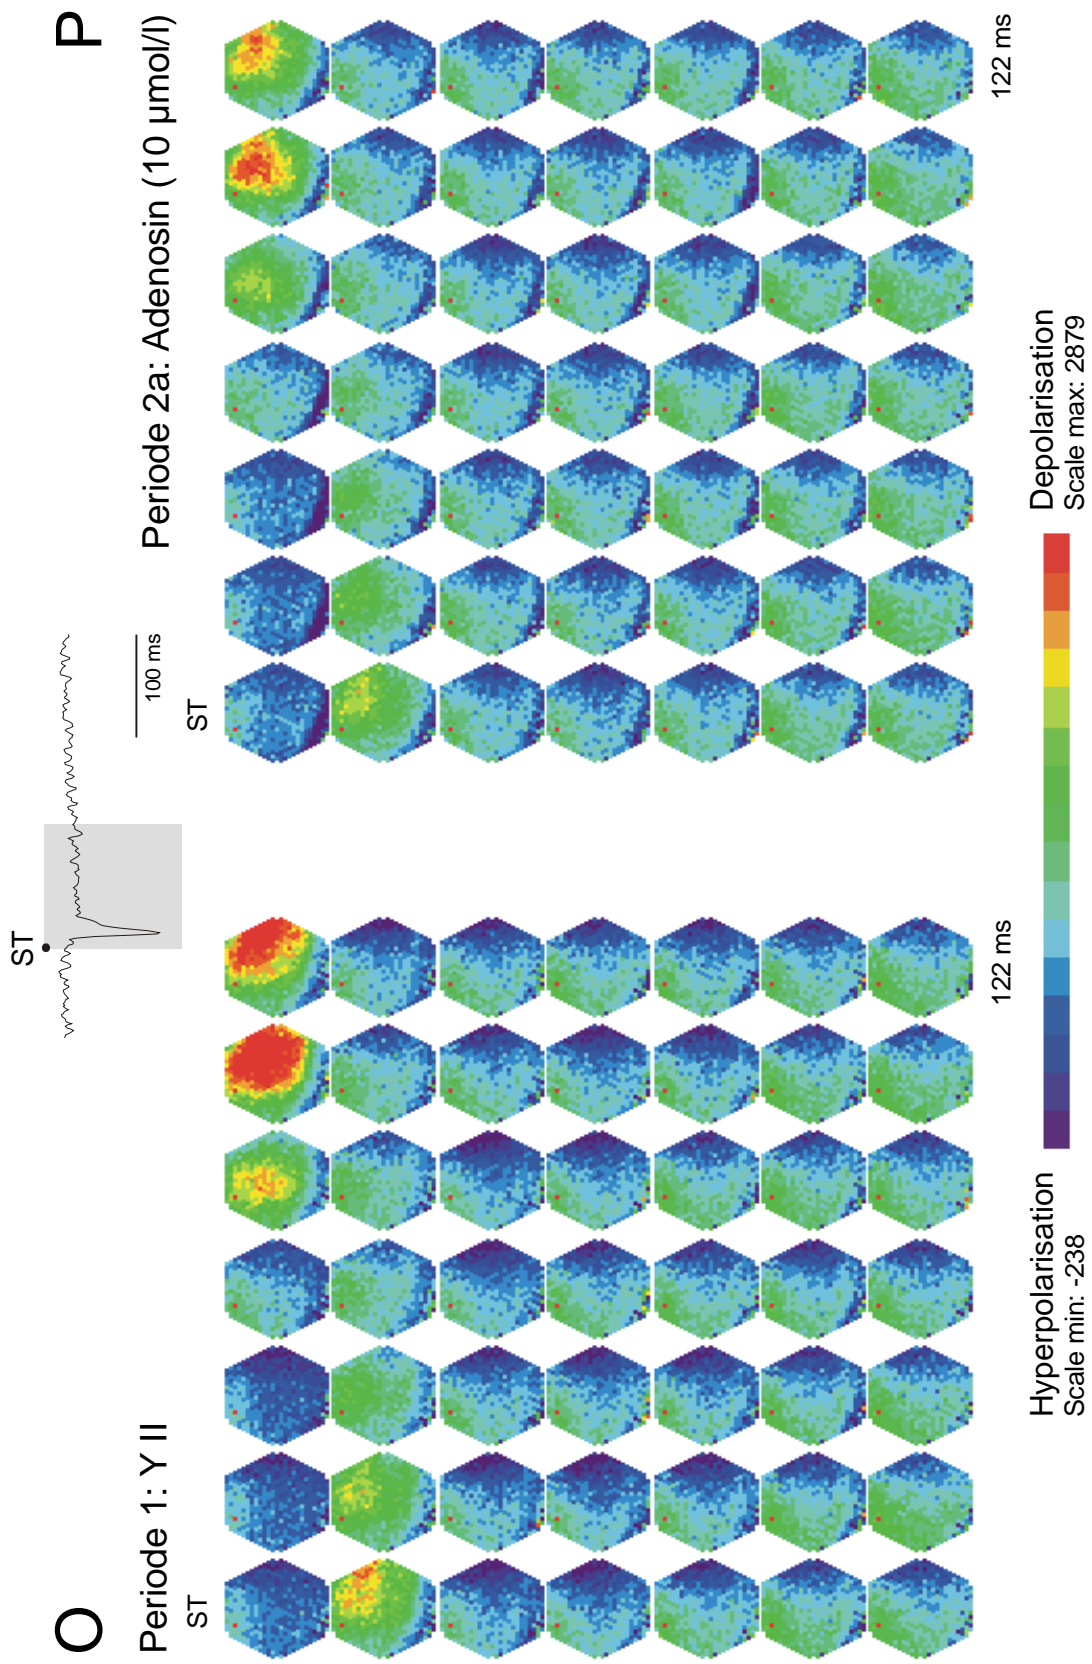 O
P
Periode 1: Y II
Periode 2a: Adenosin (10 µmol/l)
ST
100 ms
ST
ST
122 ms
122 ms
Hyperpolarisation
Scale min: -238
Depolarisation
Scale max: 2879